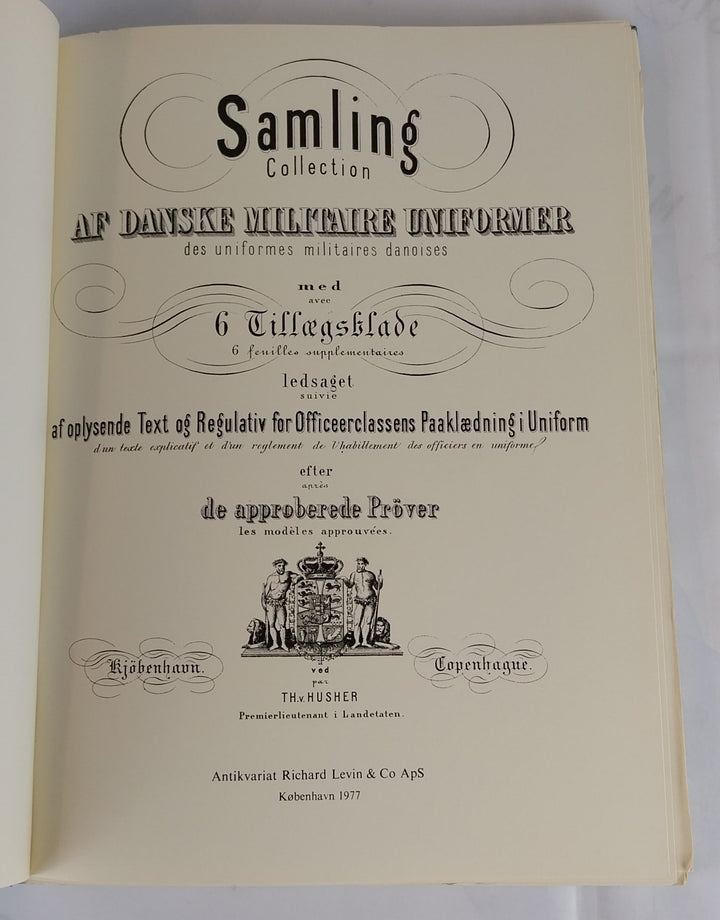 Samling
Collection
AF DANSKE MILITAIRE UNIFORMER
des uniformes militaires danoises
med
avec
6 Tillægsblade
6 feuilles supplementaires
ledsaget
suivie
af oplysende Text og Regulativ for Officeerclassens Paaklædning i Uniform
d'un texte explicatif et d'un reglement de l'habillement des officiers en uniforme
efter
après
de approberede Pröver
les modèles approuvées.
Kjöbenhavn.
Copenhague.
ved
par
TH. v. HUSHER
Premierlieutenant i Landetaten.
Antikvariat Richard Levin & Co ApS
København 1977